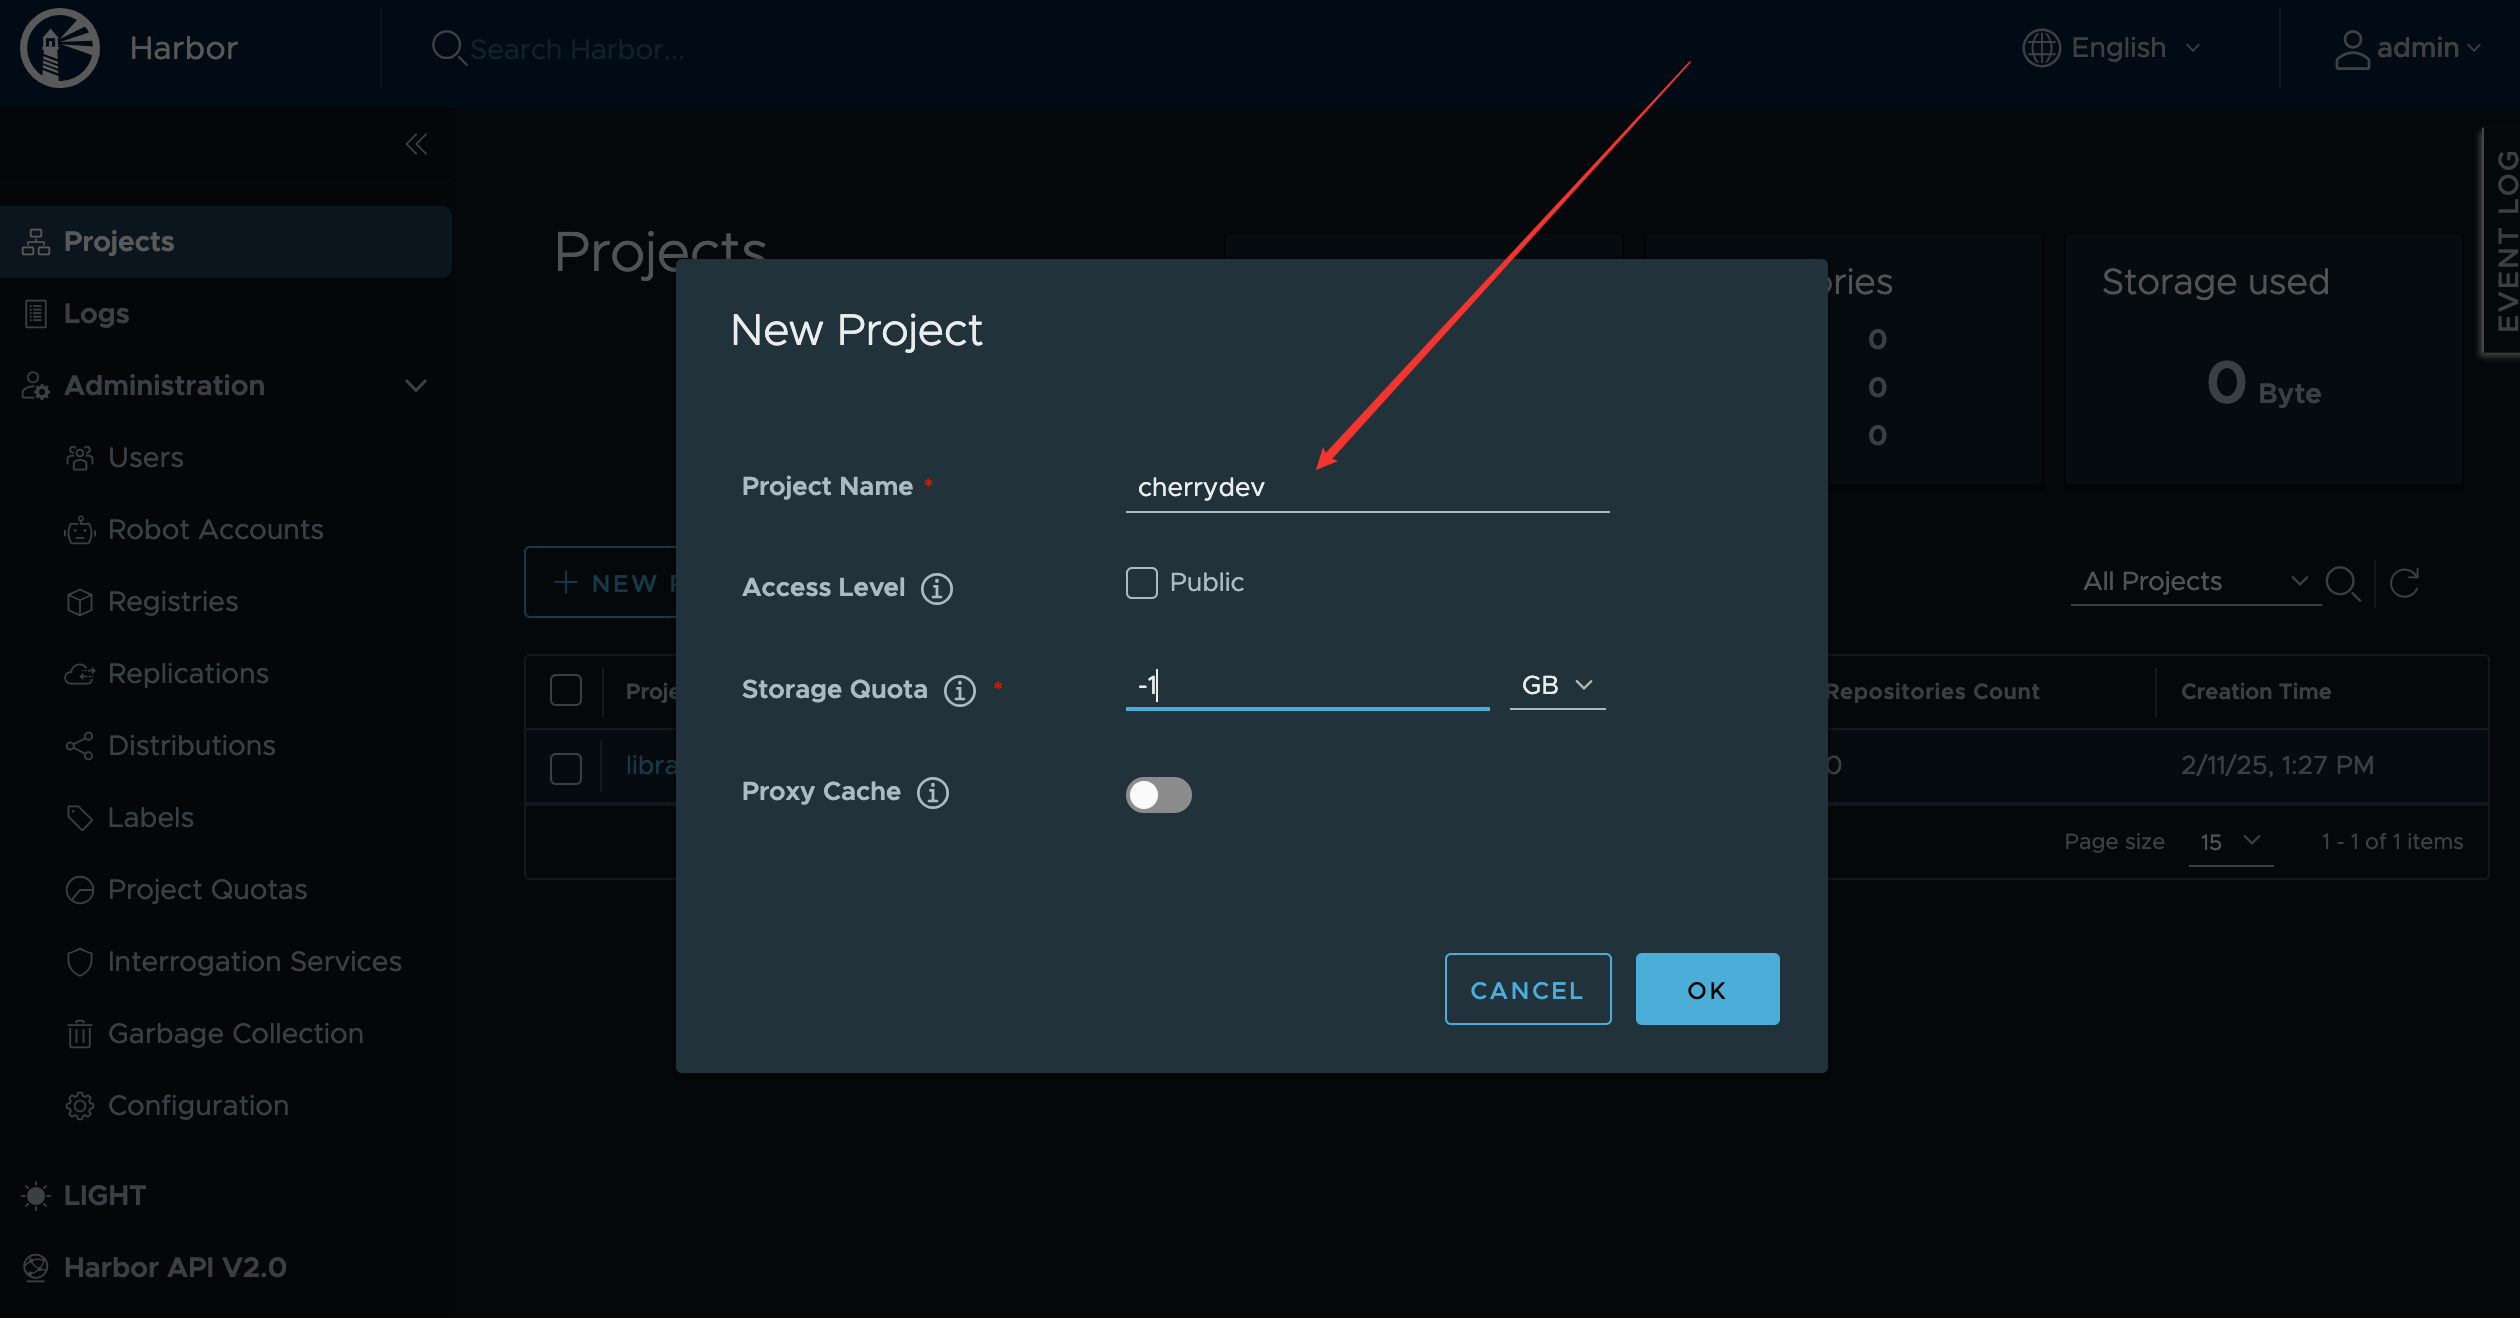 Harbor
Search Harbor...
English
admin
EVENT LOG
Projects
Logs
Administration
Users
Robot Accounts
Registries
Replications
Distributions
Labels
Project Quotas
Interrogation Services
Garbage Collection
Configuration
LIGHT
Harbor API V2.0
Projects
Storage used
0
0
0
0 Byte
NEW
All Projects
Repositories Count
Creation Time
0
2/11/25, 1:27 PM
Page size 15
1 - 1 of 1 items
New Project
Project Name *
cherrydev
Access Level
Public
Storage Quota *
-1
GB
Proxy Cache
CANCEL
OK